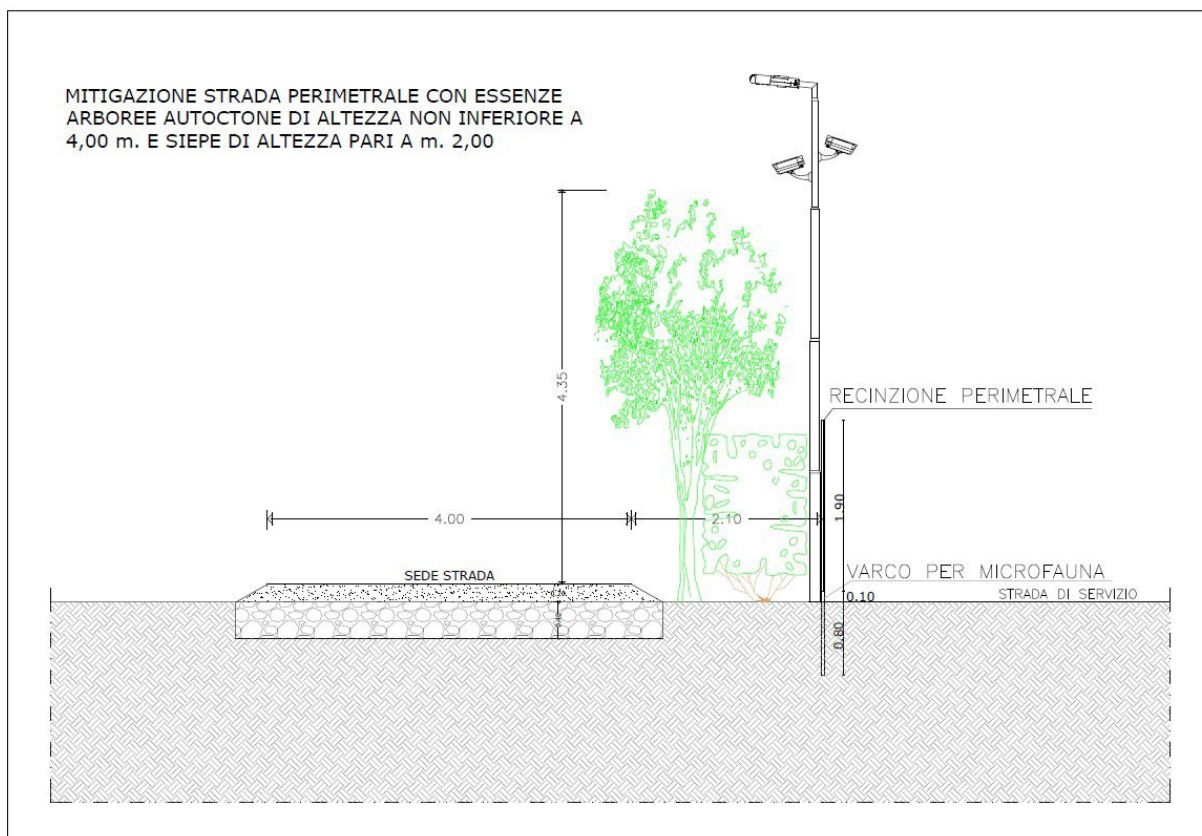 MITIGAZIONE STRADA PERIMETRALE CON ESSENZE
ARBOREE AUTOCTONE DI ALTEZZA NON INFERIORE A
4,00 m. E SIEPE DI ALTEZZA PARI A m. 2,00
4.35
RECINZIONE PERIMETRALE
1.90
4.00
2.10
SEDE STRADA
VARCO PER MICROFAUNA
0.10
STRADA DI SERVIZIO
0.80